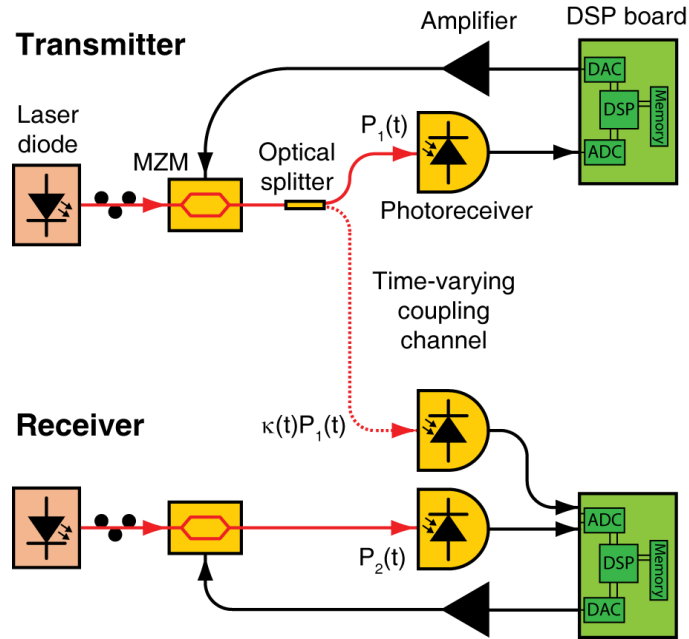 Transmitter
Amplifier
DSP board
Laser
diode
MZM
Optical
splitter
P₁(t)
Photoreceiver
DAC
DSP
Memory
ADC
Time-varying
coupling
channel
Receiver
κ(t)P₁(t)
P₂(t)
ADC
DSP
Memory
DAC